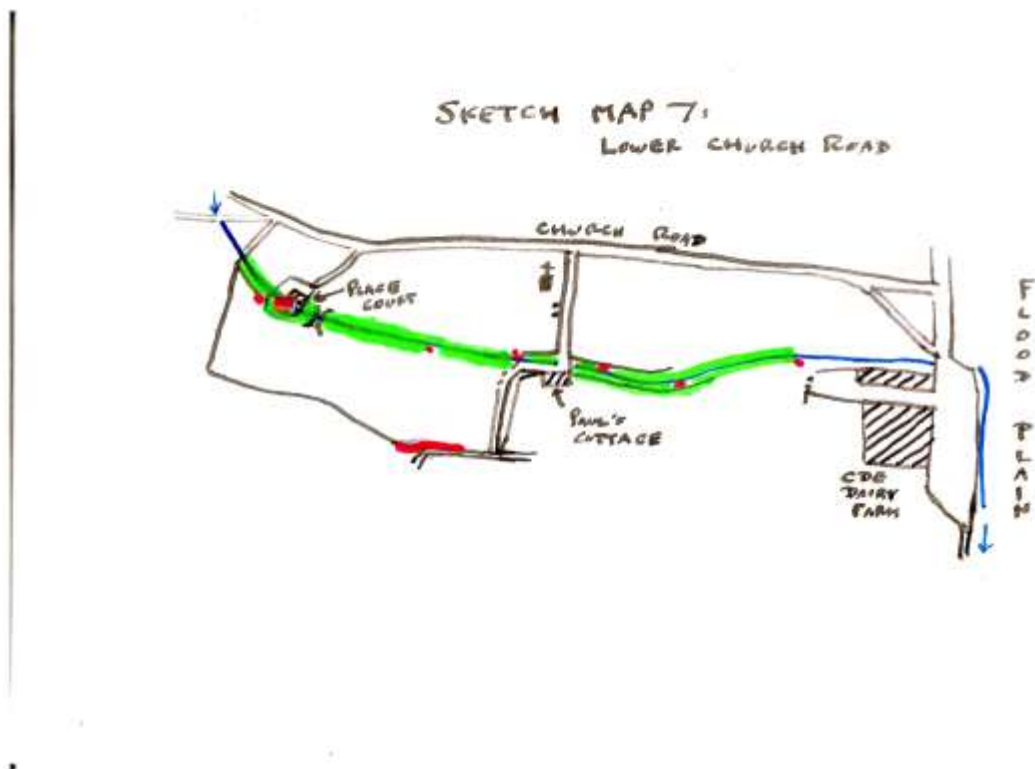 SKETCH MAP 7:
LOWER CHURCH ROAD
CHURCH ROAD
PLACE
COURT
PAUL'S
COTTAGE
CDE
DAIRY
FARM
FLOOD PLAIN